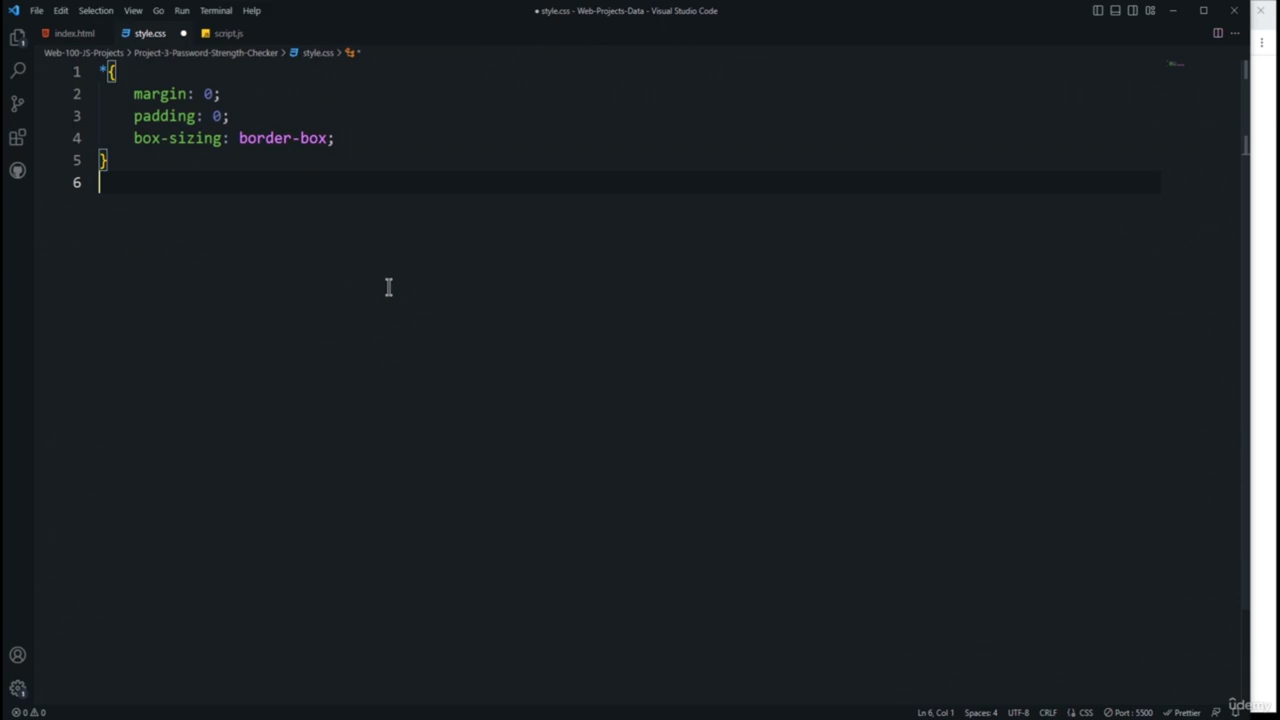 File Edit Selection View Go Run Terminal Help
● style.css - Web-Projects-Data - Visual Studio Code
index.html style.css script.js
Web-100-JS-Projects > Project-3-Password-Strength-Checker > style.css > *
1 *{
2 margin: 0;
3 padding: 0;
4 box-sizing: border-box;
5 }
6
0 0 Ln 6, Col 1 Spaces: 4 UTF-8 CRLF CSS Port : 5500 Prettier
udemy